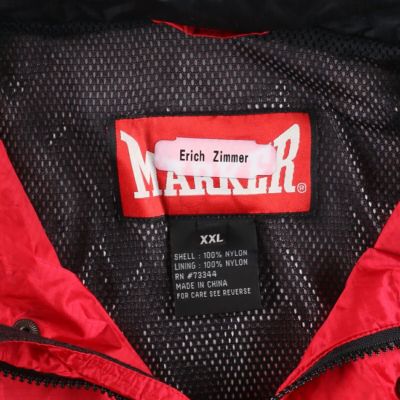 Erich Zimmer
MARKER®
XXL
SHELL : 100% NYLON
LINING : 100% NYLON
RN #73344
MADE IN CHINA
FOR CARE SEE REVERSE